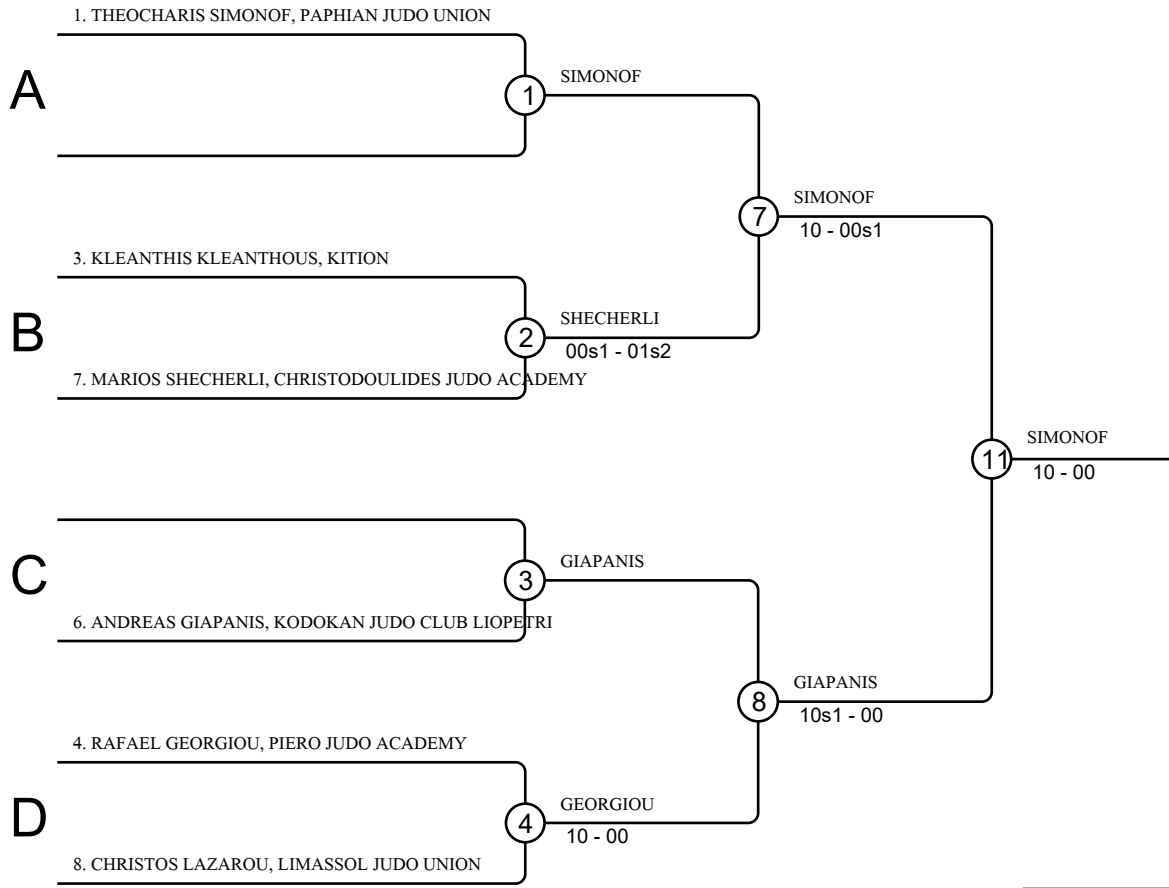 1. THEOCHARIS SIMONOF, PAPHIAN JUDO UNION
A
1
SIMONOF
7
SIMONOF
10 - 00s1
3. KLEANTHIS KLEANTHOUS, KITION
B
2
SHECHERLI
00s1 - 01s2
7. MARIOS SHECHERLI, CHRISTODOULIDES JUDO ACADEMY
11
SIMONOF
10 - 00
C
3
GIAPANIS
6. ANDREAS GIAPANIS, KODOKAN JUDO CLUB LIOPETRI
8
GIAPANIS
10s1 - 00
4. RAFAEL GEORGIOU, PIERO JUDO ACADEMY
D
4
GEORGIOU
10 - 00
8. CHRISTOS LAZAROU, LIMASSOL JUDO UNION